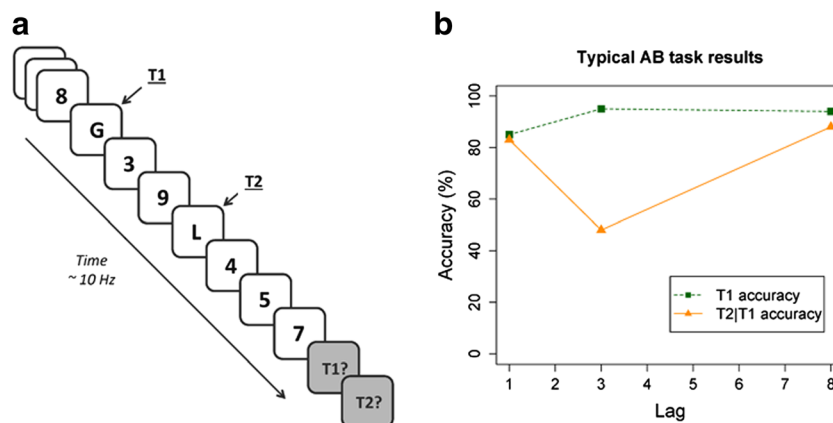 a
8
T1
G
3
9
T2
L
4
5
7
T1?
T2?
Time
~ 10 Hz
b
Typical AB task results
Accuracy (%)
100
80
60
40
20
0
T1 accuracy
T2|T1 accuracy
1 2 3 4 5 6 7 8
Lag